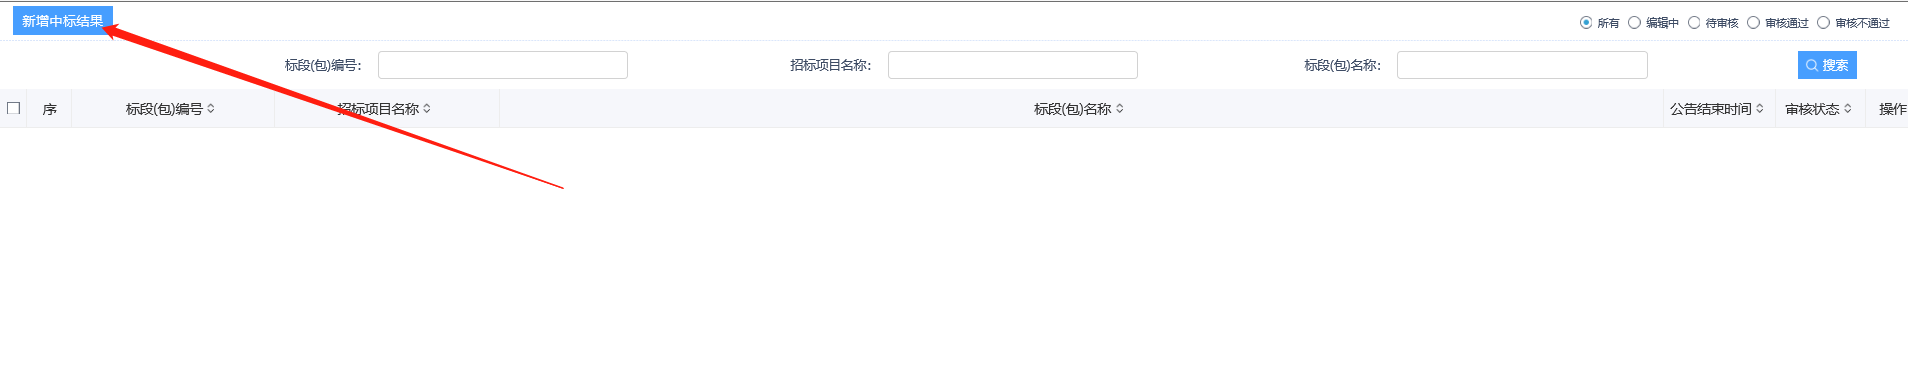 新增中标结果 所有 编辑中 待审核 审核通过 审核不通过
标段(包)编号： 招标项目名称： 标段(包)名称： 搜索
序 标段(包)编号 招标项目名称 标段(包)名称 公告结束时间 审核状态 操作